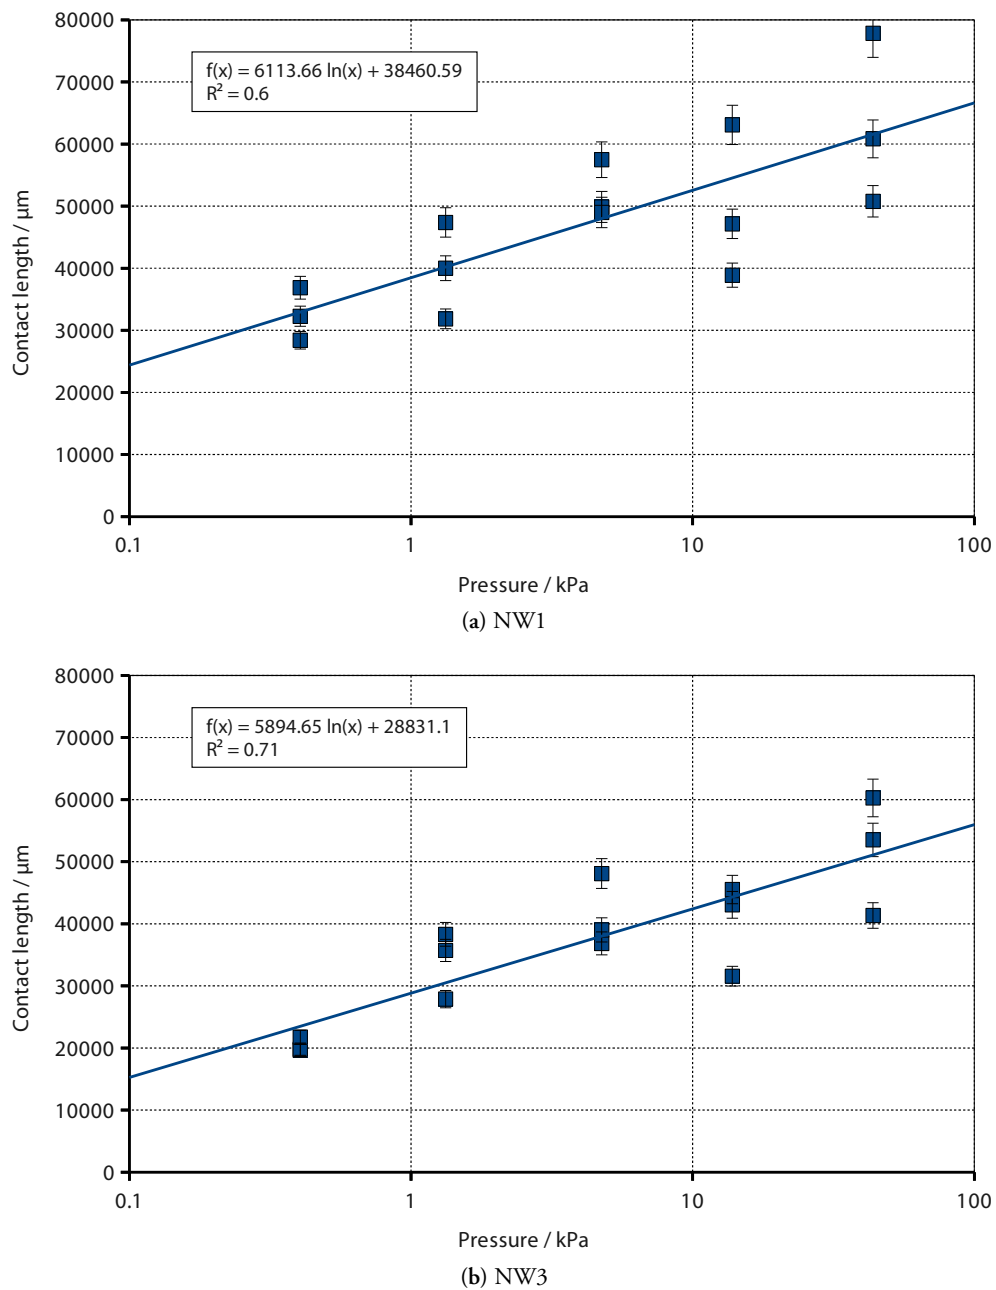 80000
f(x) = 6113.66 ln(x) + 38460.59
R² = 0.6
70000
60000
50000
40000
30000
20000
10000
0
Contact length / μm
0.1 1 10 100
Pressure / kPa
(a) NW1
80000
f(x) = 5894.65 ln(x) + 28831.1
R² = 0.71
70000
60000
50000
40000
30000
20000
10000
0
Contact length / μm
0.1 1 10 100
Pressure / kPa
(b) NW3